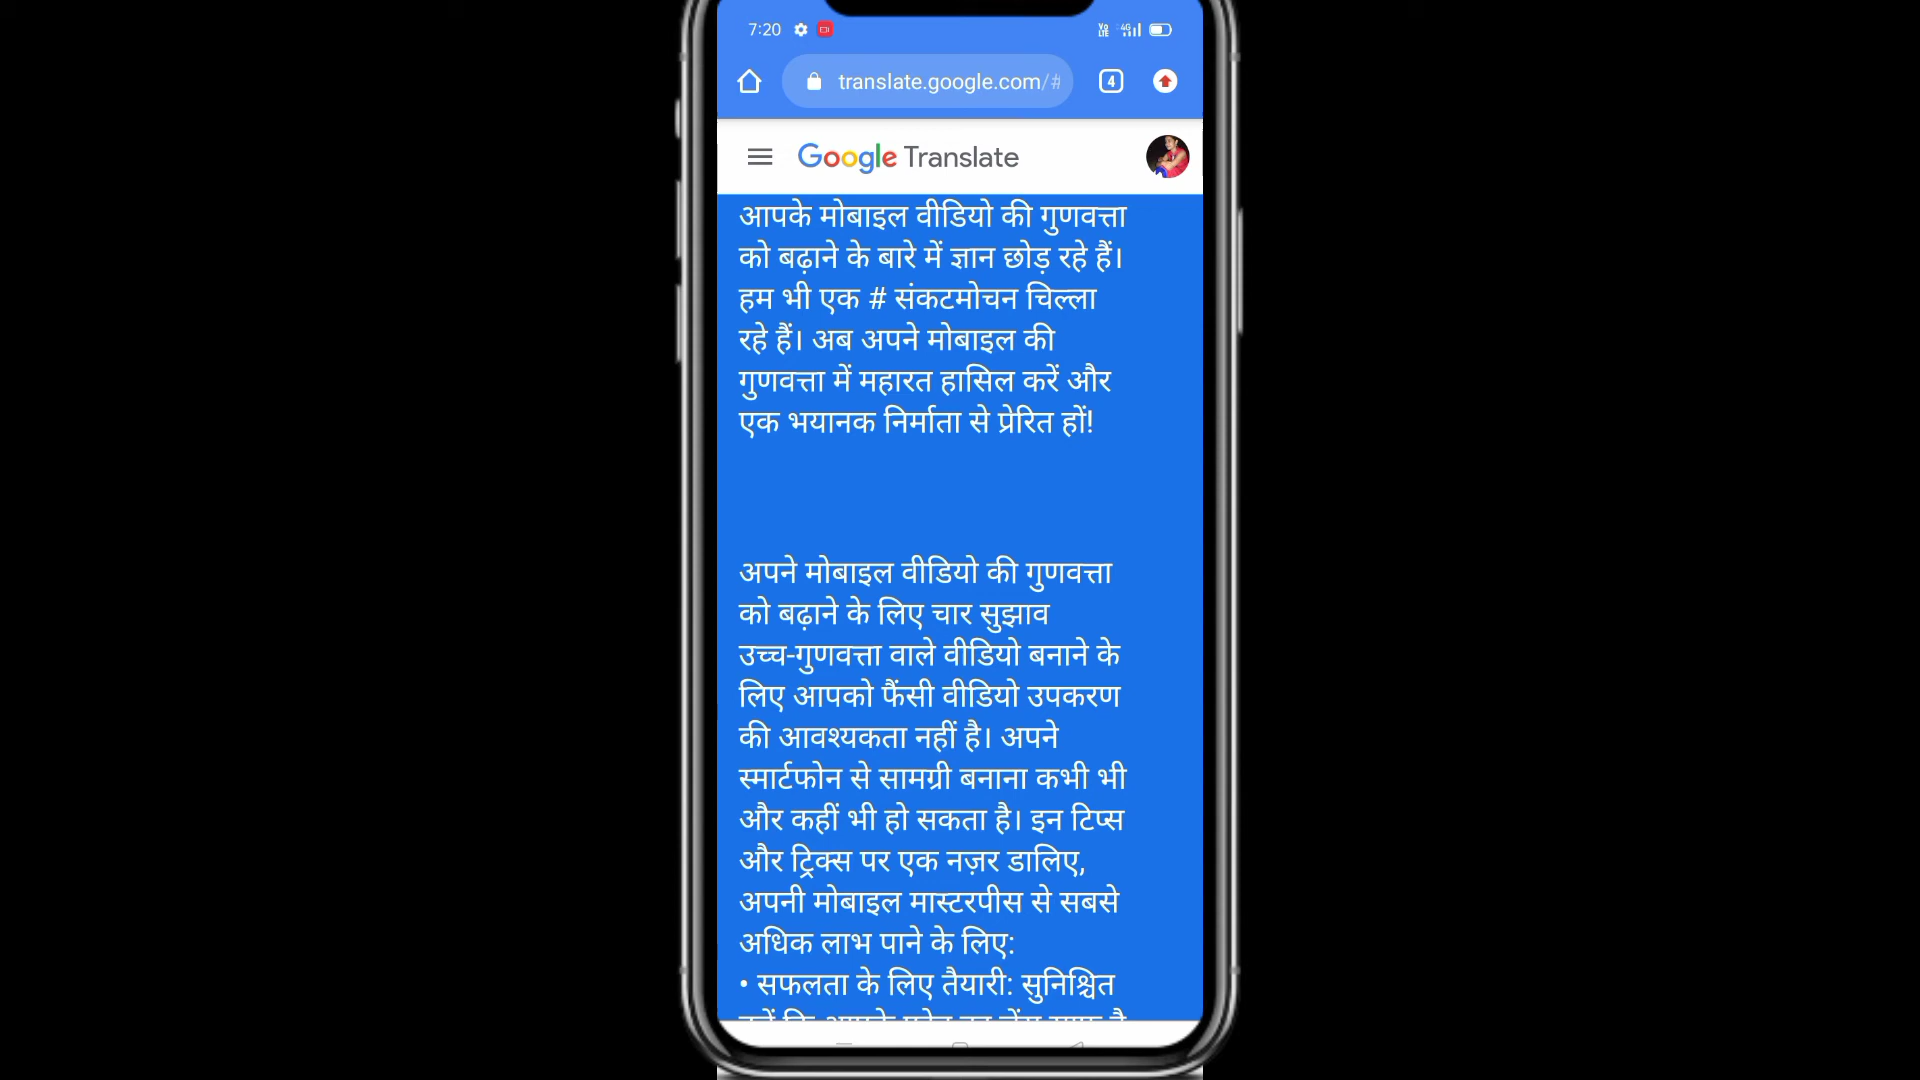 7:20
VO LTE 4G
translate.google.com/#
4
Google Translate
आपके मोबाइल वीडियो की गुणवत्ता
को बढ़ाने के बारे में ज्ञान छोड़ रहे हैं।
हम भी एक # संकटमोचन चिल्ला
रहे हैं। अब अपने मोबाइल की
गुणवत्ता में महारत हासिल करें और
एक भयानक निर्माता से प्रेरित हों!
अपने मोबाइल वीडियो की गुणवत्ता
को बढ़ाने के लिए चार सुझाव
उच्च-गुणवत्ता वाले वीडियो बनाने के
लिए आपको फैंसी वीडियो उपकरण
की आवश्यकता नहीं है। अपने
स्मार्टफोन से सामग्री बनाना कभी भी
और कहीं भी हो सकता है। इन टिप्स
और ट्रिक्स पर एक नज़र डालिए,
अपनी मोबाइल मास्टरपीस से सबसे
अधिक लाभ पाने के लिए:
• सफलता के लिए तैयारी: सुनिश्चित